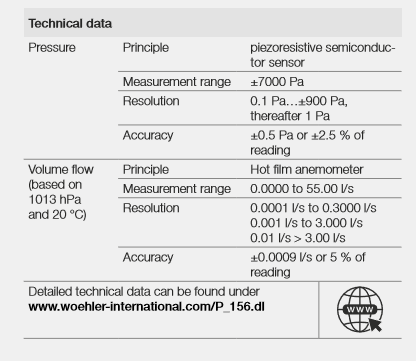 Technical data
Pressure Principle piezoresistive semiconduc-
tor sensor
Measurement range ±7000 Pa
Resolution 0.1 Pa…±900 Pa,
thereafter 1 Pa
Accuracy ±0.5 Pa or ±2.5 % of
reading
Volume flow Principle Hot film anemometer
(based on Measurement range 0.0000 to 55.00 l/s
1013 hPa Resolution 0.0001 l/s to 0.3000 l/s
and 20 °C) 0.001 l/s to 3.000 l/s
0.01 l/s > 3.00 l/s
Accuracy ±0.0009 l/s or 5 % of
reading
Detailed technical data can be found under
www.woehler-international.com/P_156.dl
www